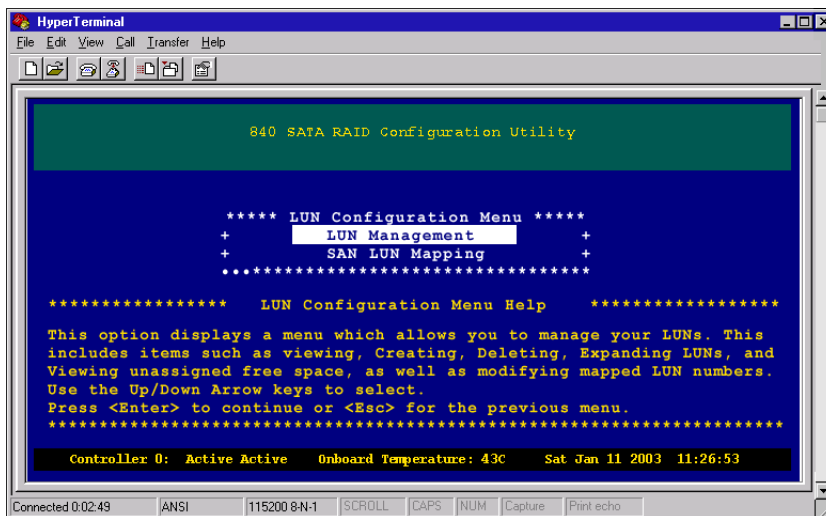 HyperTerminal
File Edit View Call Transfer Help
840 SATA RAID Configuration Utility
***** LUN Configuration Menu *****
+ LUN Management +
+ SAN LUN Mapping +
***********************************
***************** LUN Configuration Menu Help ******************
This option displays a menu which allows you to manage your LUNs. This
includes items such as viewing, Creating, Deleting, Expanding LUNs, and
Viewing unassigned free space, as well as modifying mapped LUN numbers.
Use the Up/Down Arrow keys to select.
Press <Enter> to continue or <Esc> for the previous menu.
**********************************************************************
Controller 0: Active Active Onboard Temperature: 43C Sat Jan 11 2003 11:26:53
Connected 0:02:49 ANSI 115200 8-N-1 SCROLL CAPS NUM Capture Print echo